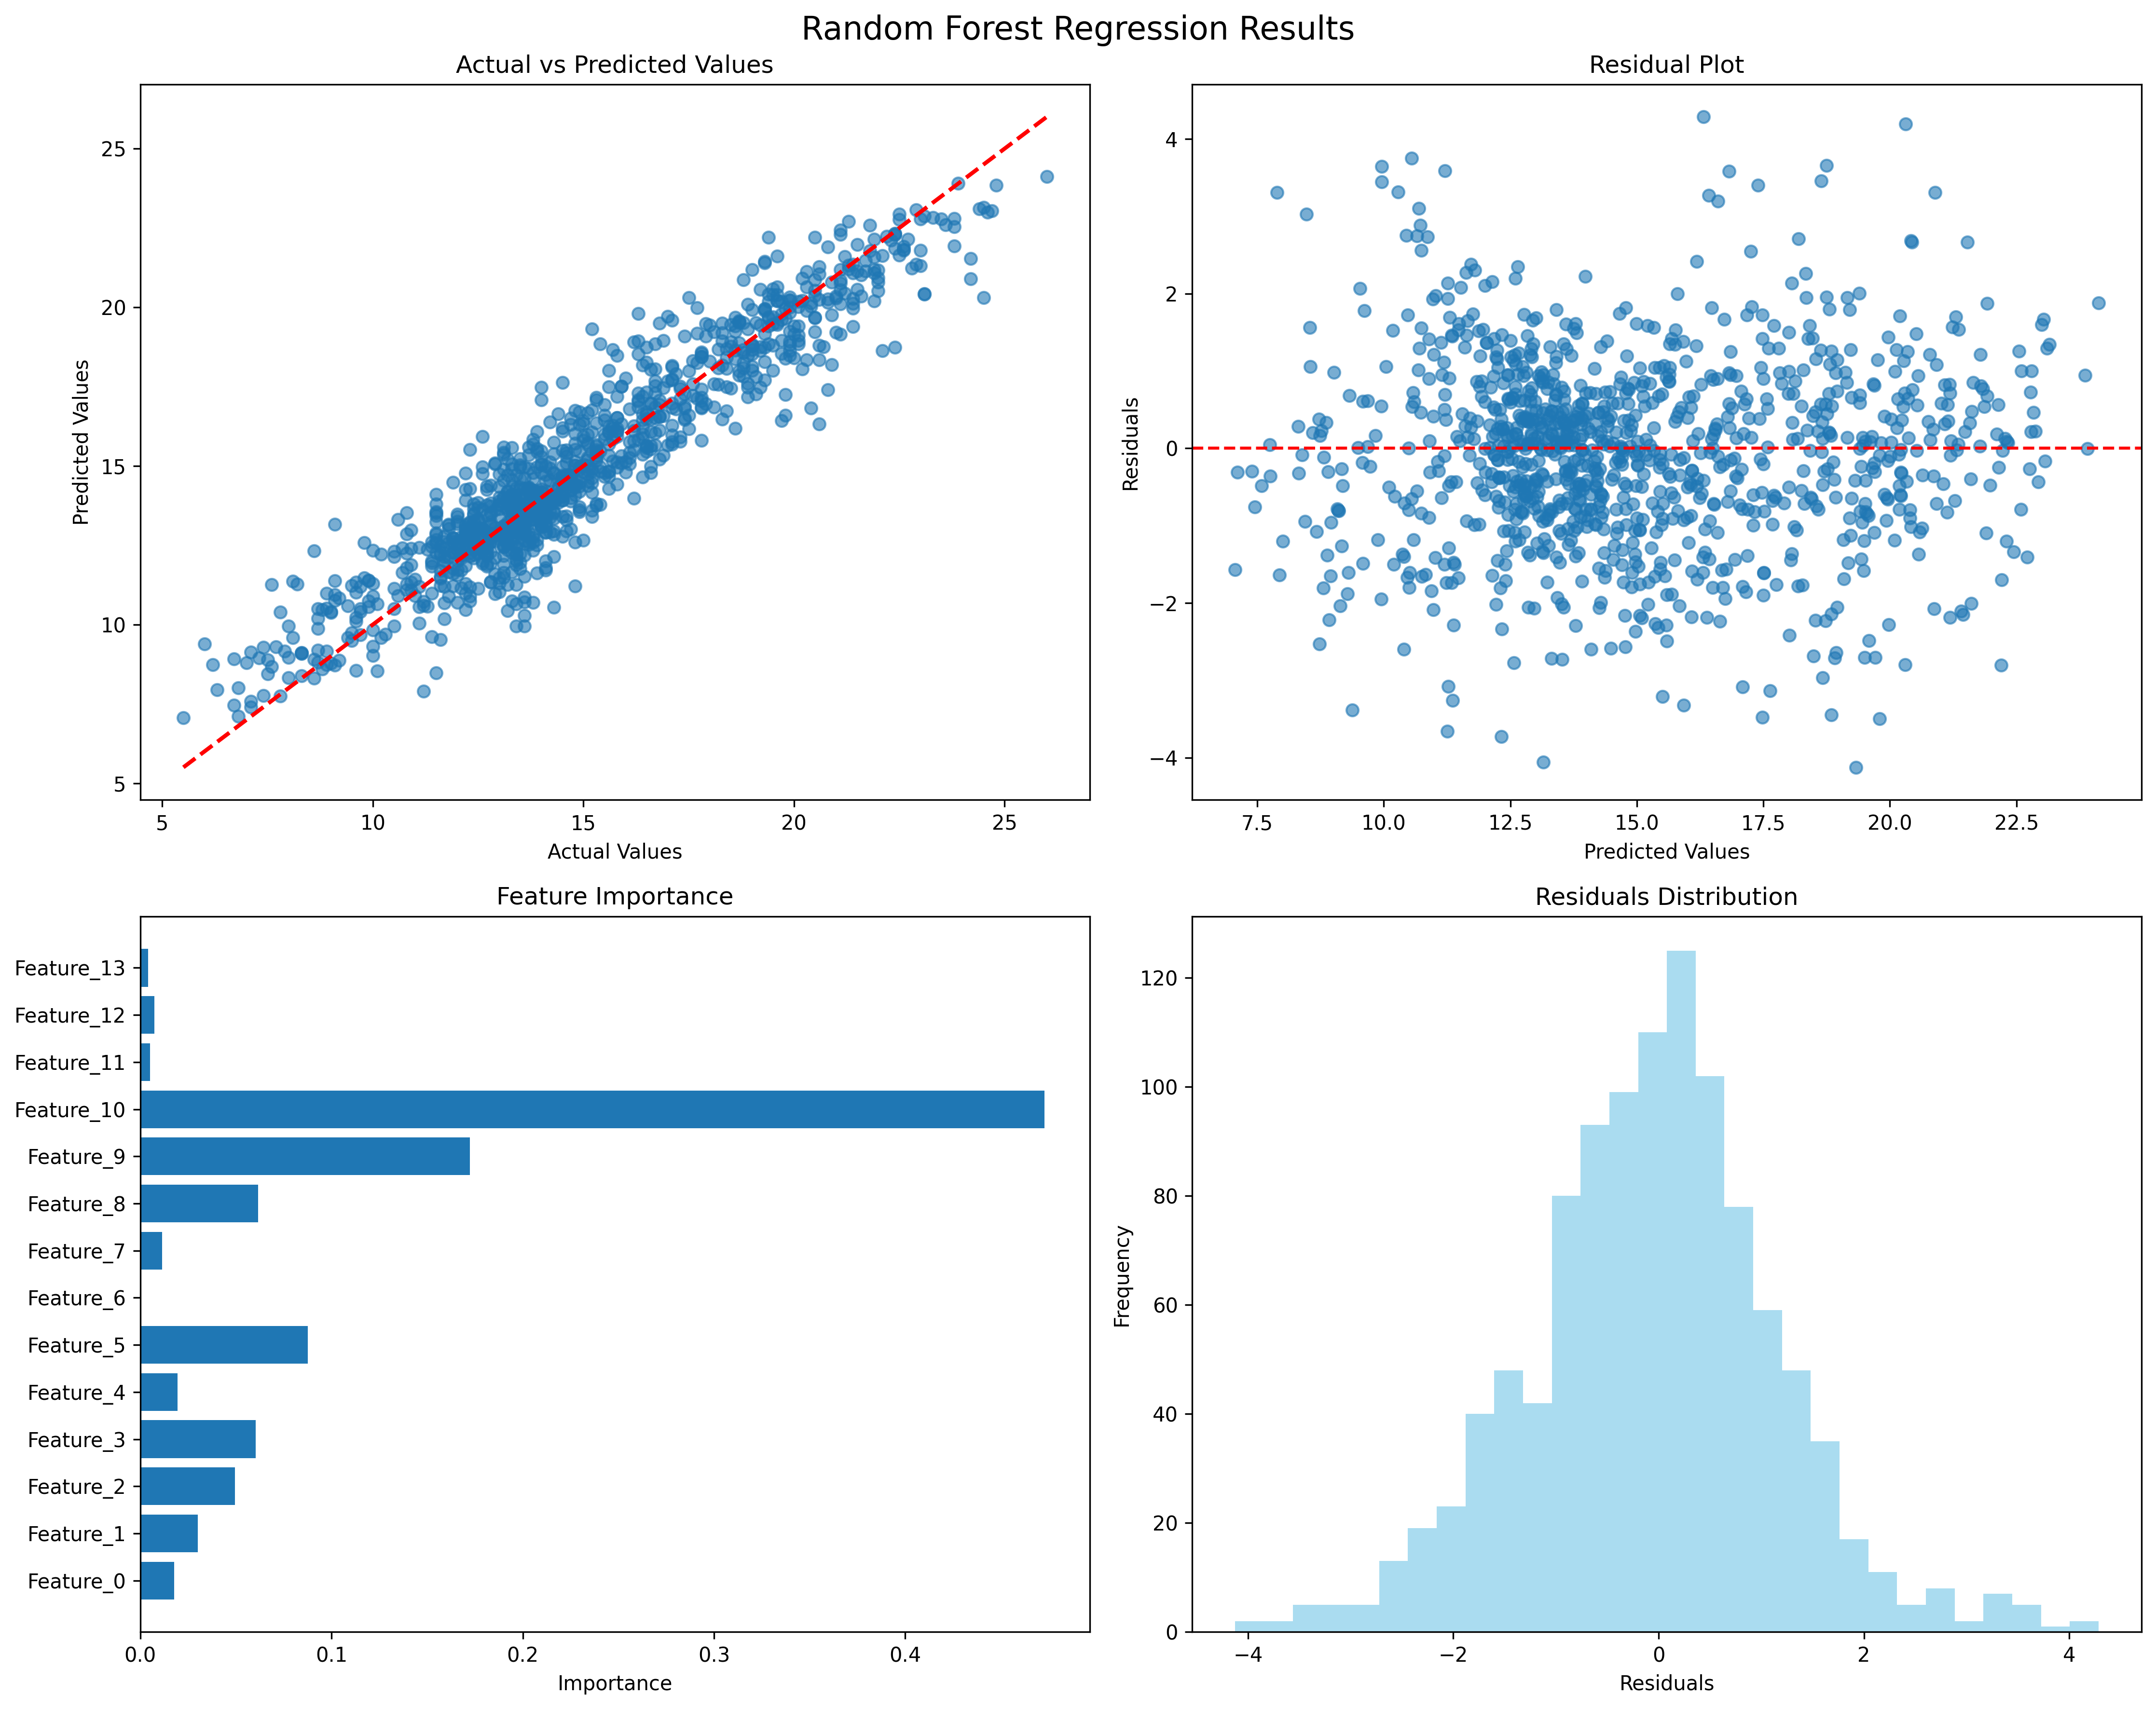 Random Forest Regression Results
Actual vs Predicted Values
25
20
15
10
5
Predicted Values
5
10
15
20
25
Actual Values
Residual Plot
4
2
0
−2
−4
Residuals
7.5
10.0
12.5
15.0
17.5
20.0
22.5
Predicted Values
Feature Importance
Feature_13
Feature_12
Feature_11
Feature_10
Feature_9
Feature_8
Feature_7
Feature_6
Feature_5
Feature_4
Feature_3
Feature_2
Feature_1
Feature_0
0.0
0.1
0.2
0.3
0.4
Importance
Residuals Distribution
120
100
80
60
40
20
0
Frequency
−4
−2
0
2
4
Residuals